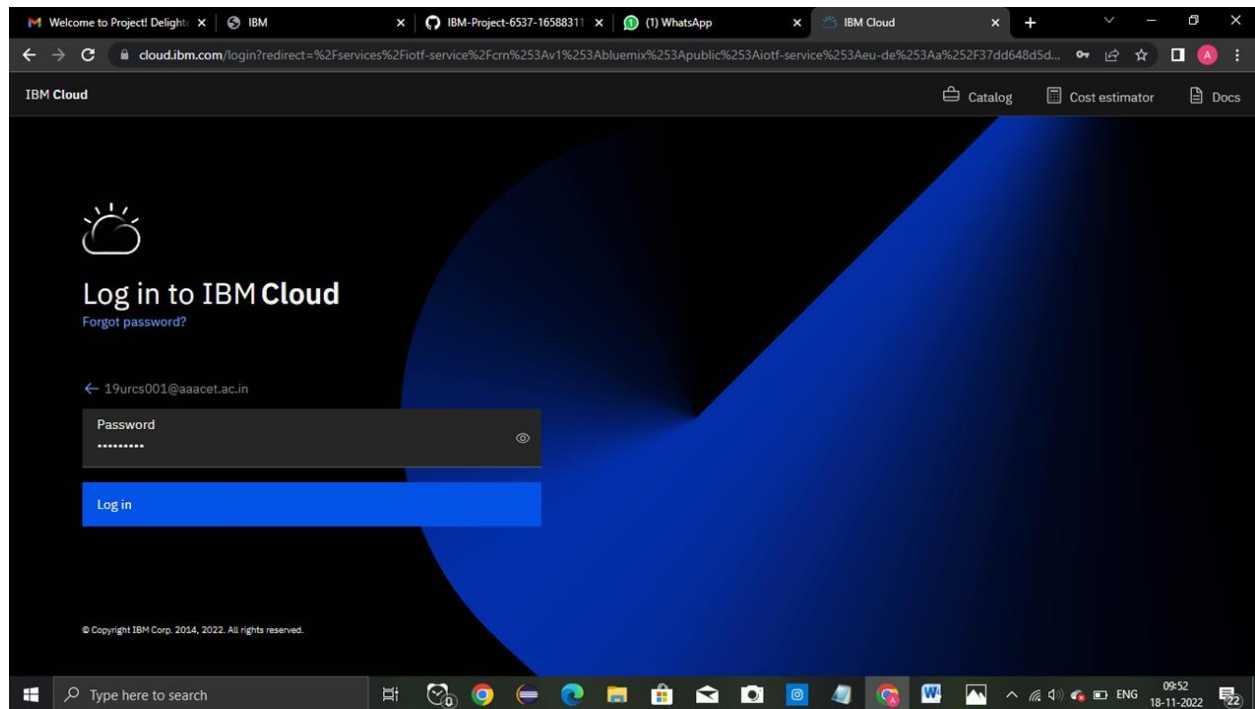 Welcome to Project! Delight
IBM
IBM-Project-6537-16588311
(1) WhatsApp
IBM Cloud
cloud.ibm.com/login?redirect=%2Fservices%2Fiotf-service%2Fcrn%253Av1%253Abluemix%253Apublic%253Aiotf-service%253Aeu-de%253Aa%252F37dd648d5d...
A
IBM Cloud
Catalog
Cost estimator
Docs
Log in to IBM Cloud
Forgot password?
← 19urcs001@aaacet.ac.in
Password
•••••••••
Log in
© Copyright IBM Corp. 2014, 2022. All rights reserved.
Type here to search
ENG
09:52
18-11-2022
22